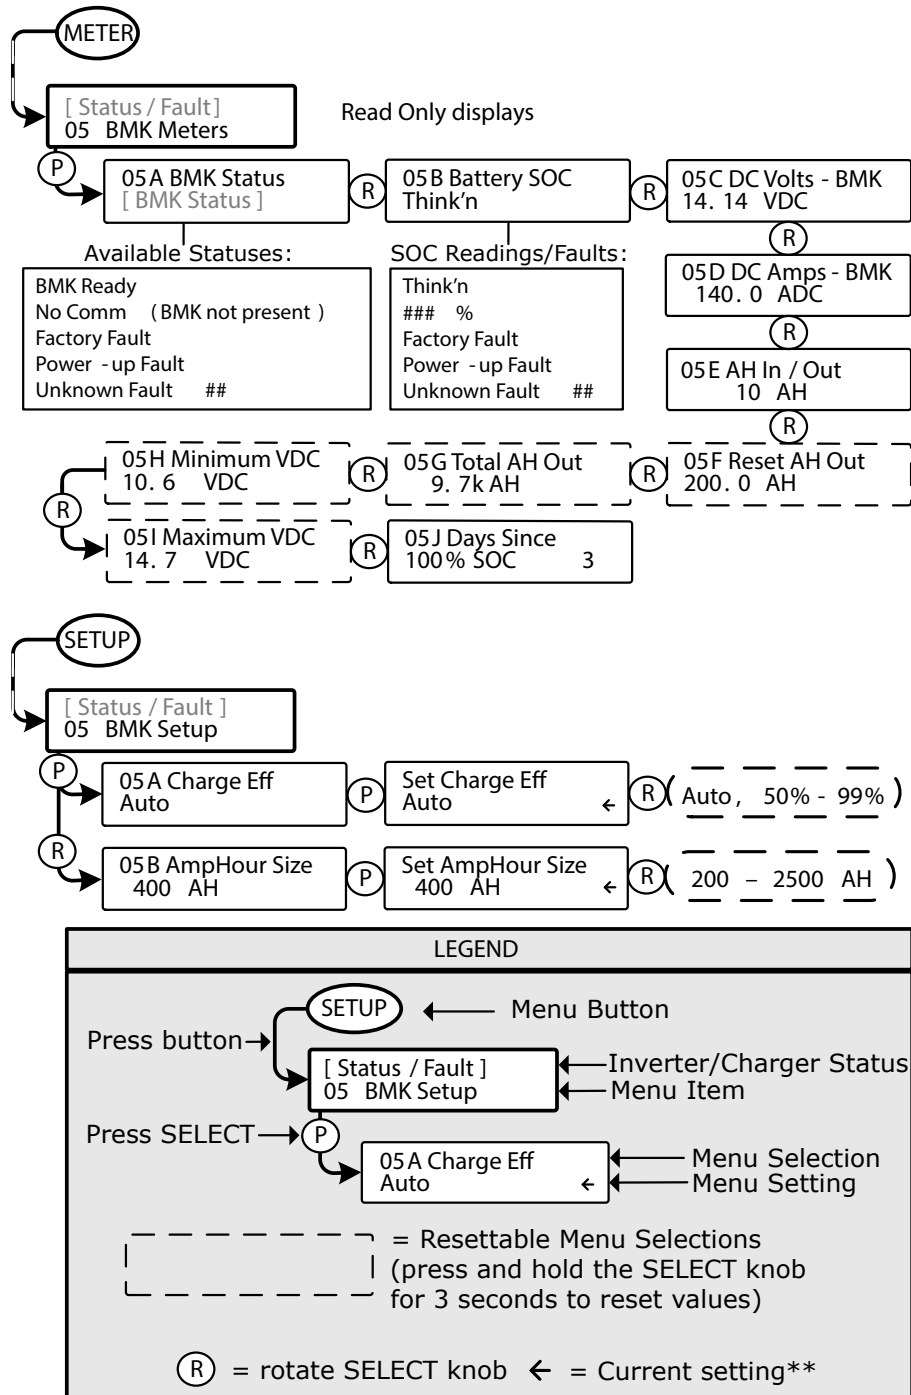 METER
[ Status / Fault]
05 BMK Meters
Read Only displays
P
05A BMK Status
[ BMK Status ]
R
05B Battery SOC
Think'n
R
05C DC Volts - BMK
14. 14 VDC
R
Available Statuses:
BMK Ready
No Comm ( BMK not present )
Factory Fault
Power - up Fault
Unknown Fault ##
SOC Readings/Faults:
Think'n
### %
Factory Fault
Power - up Fault
Unknown Fault ##
05D DC Amps - BMK
140. 0 ADC
R
05E AH In / Out
10 AH
R
05F Reset AH Out
200. 0 AH
R
05G Total AH Out
9. 7k AH
R
05H Minimum VDC
10. 6 VDC
R
05I Maximum VDC
14. 7 VDC
R
05J Days Since
100% SOC 3
SETUP
[ Status / Fault ]
05 BMK Setup
P
05A Charge Eff
Auto
P
Set Charge Eff
Auto ←
R
( Auto , 50% - 99% )
R
05B AmpHour Size
400 AH
P
Set AmpHour Size
400 AH ←
R
( 200 – 2500 AH )
LEGEND
SETUP
Menu Button
Press button
[ Status / Fault ]
05 BMK Setup
Inverter/Charger Status
Menu Item
Press SELECT
P
05A Charge Eff
Auto ←
Menu Selection
Menu Setting
= Resettable Menu Selections
(press and hold the SELECT knob
for 3 seconds to reset values)
R = rotate SELECT knob ← = Current setting**